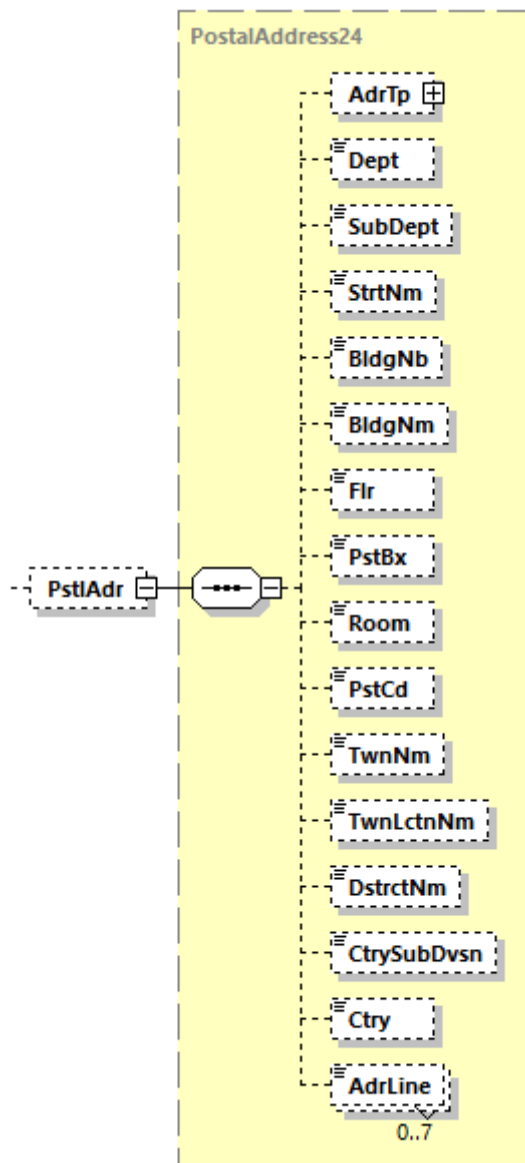 PostalAddress24
AdrTp
Dept
SubDept
StrtNm
BldgNb
BldgNm
Flr
PstBx
PstlAdr
Room
PstCd
TwnNm
TwnLctnNm
DstrctNm
CtrySubDvsn
Ctry
AdrLine
0..7